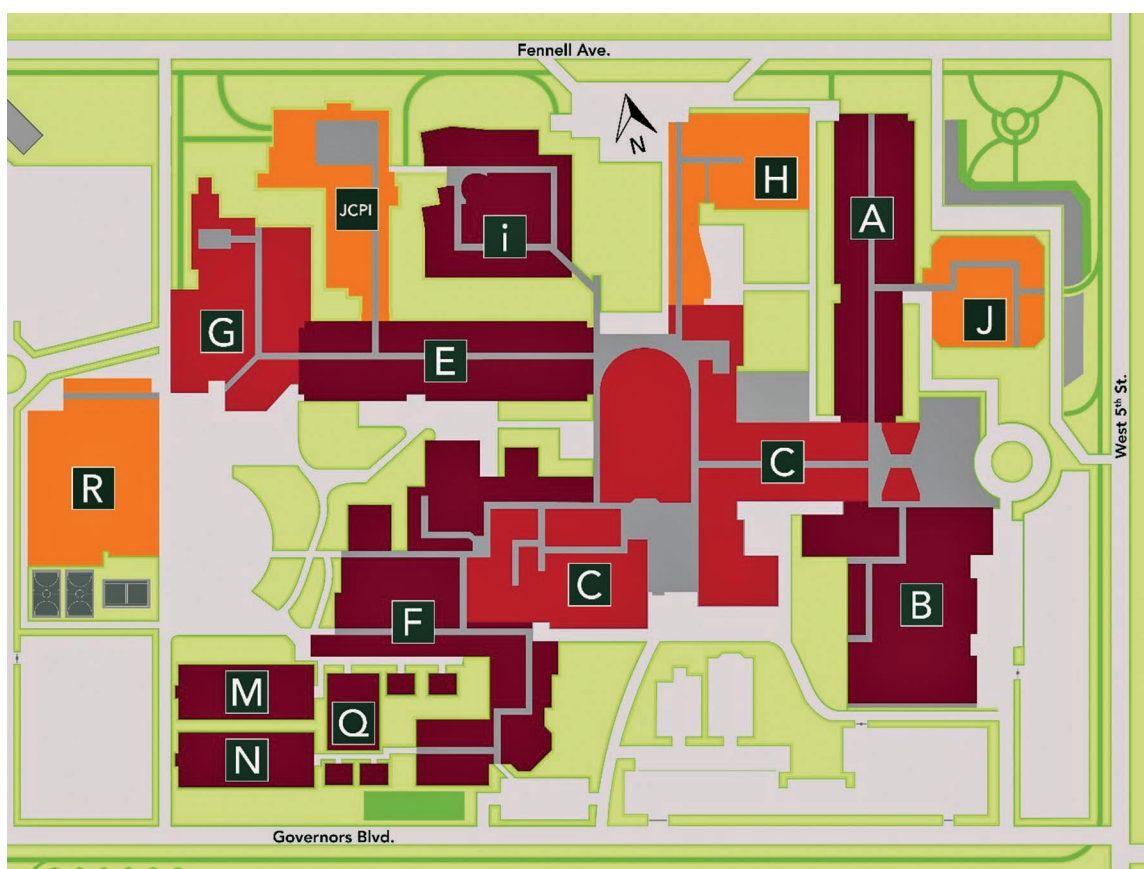 Fennell Ave.
N
H
A
JCPI
i
G
J
E
West 5th St.
C
R
C
B
F
M
Q
N
Governors Blvd.